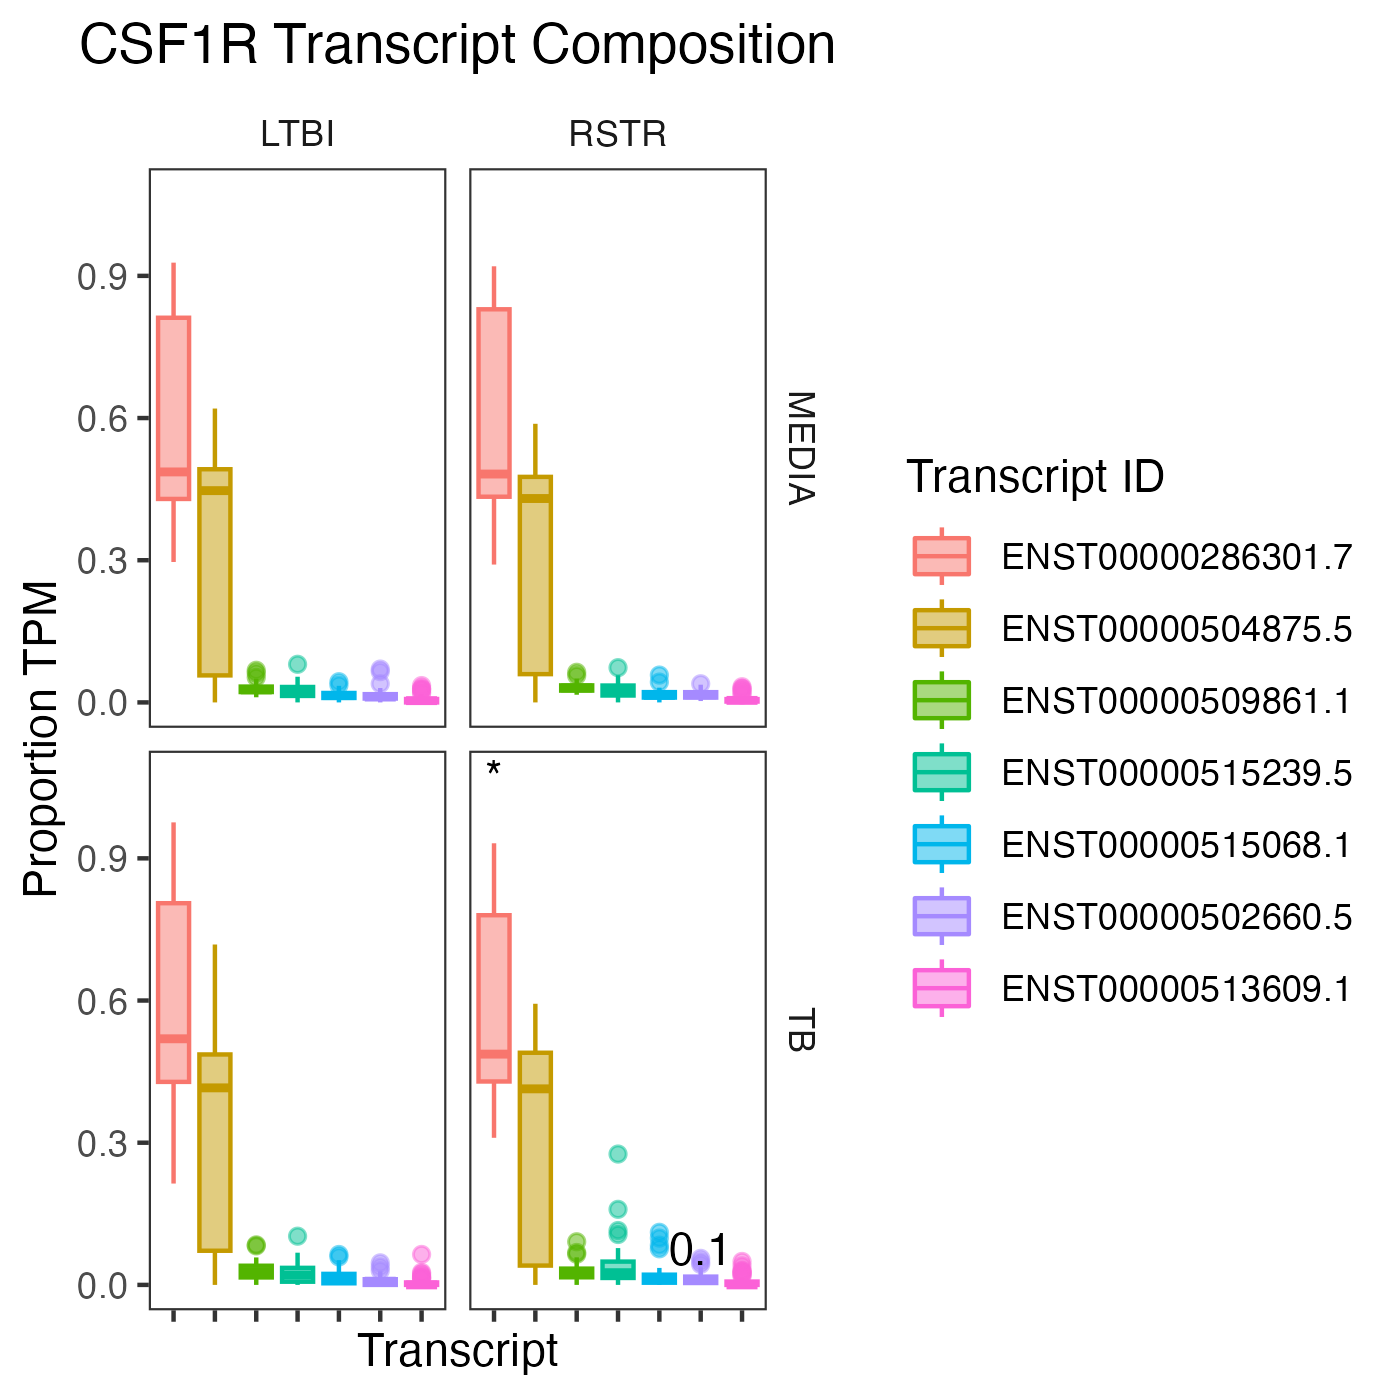 CSF1R Transcript Composition
LTBI
RSTR
MEDIA
TB
Proportion TPM
0.9
0.6
0.3
0.0
*
0.9
0.6
0.3
0.0
0.1
Transcript
Transcript ID
ENST00000286301.7
ENST00000504875.5
ENST00000509861.1
ENST00000515239.5
ENST00000515068.1
ENST00000502660.5
ENST00000513609.1